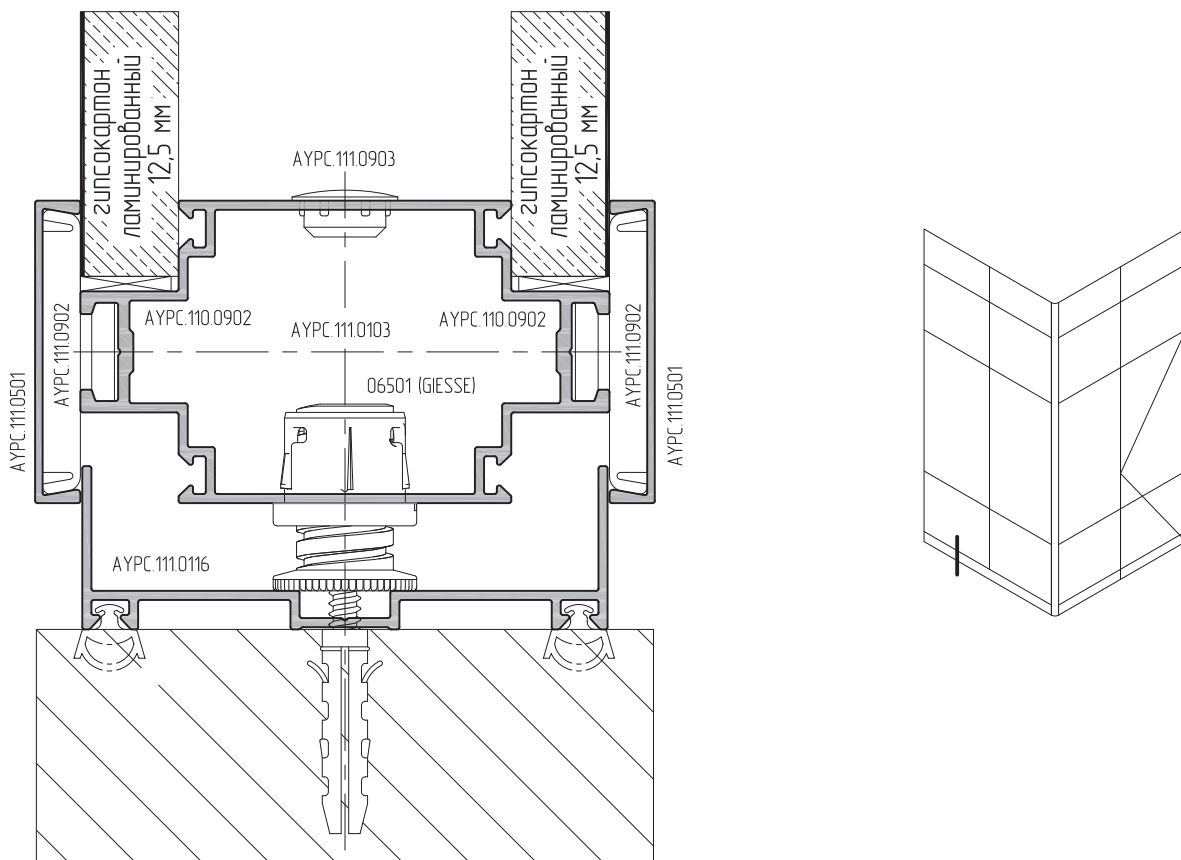 гипсокартон
ламинированный
12,5 мм
гипсокартон
ламинированный
12,5 мм
AYPC.111.0903
AYPC.111.0501
AYPC.111.0902
AYPC.110.0902
AYPC.111.0103
AYPC.110.0902
AYPC.111.0902
AYPC.111.0501
06501 (GIESSE)
AYPC.111.0116